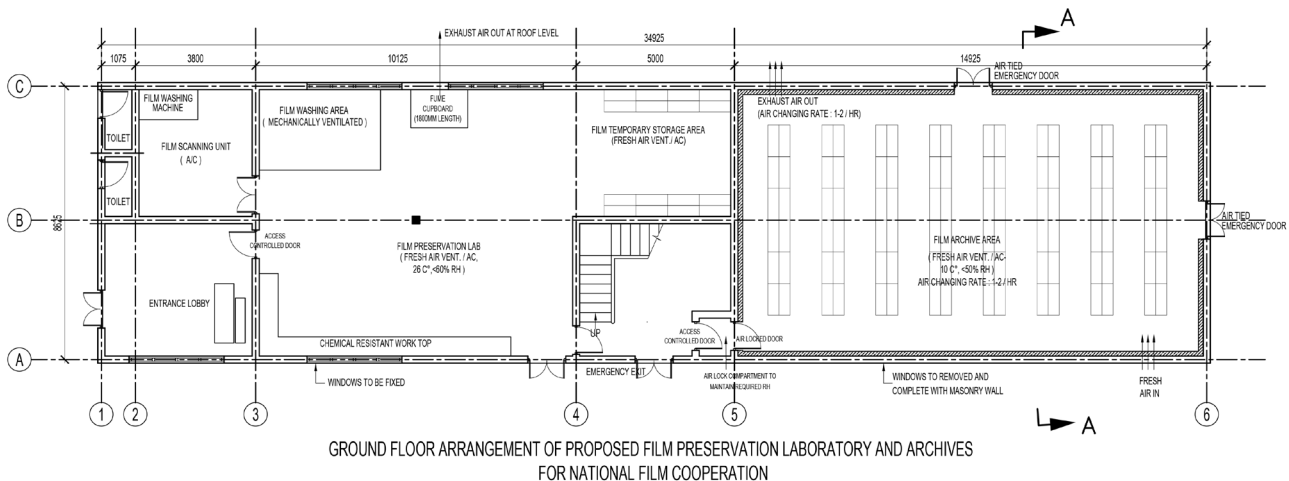 A
EXHAUST AIR OUT AT ROOF LEVEL
34925
1075
3800
10125
5000
14925
C
FILM WASHING
MACHINE
FILM WASHING AREA
( MECHANICALLY VENTILATED )
FUME
CUPBOARD
(1800MM LENGTH)
AIR TIED
EMERGENCY DOOR
EXHAUST AIR OUT
(AIR CHANGING RATE : 1-2 / HR)
TOILET
FILM SCANNING UNIT
( A/C )
FILM TEMPORARY STORAGE AREA
(FRESH AIR VENT./ AC)
TOILET
8625
B
AIR TIED
EMERGENCY DOOR
ACCESS
CONTROLLED DOOR
FILM PRESERVATION LAB
( FRESH AIR VENT. / AC,
26 C°,<60% RH )
FILM ARCHIVE AREA
( FRESH AIR VENT. / AC-
10 C°, <50% RH )
AIR CHANGING RATE : 1-2 / HR
ENTRANCE LOBBY
UP
CHEMICAL RESISTANT WORK TOP
ACCESS
CONTROLLED DOOR
AIR LOCKED DOOR
A
EMERGENCY EXIT
WINDOWS TO BE FIXED
AIR LOCK COMPARTMENT TO
MAINTAIN REQUIRED RH
WINDOWS TO REMOVED AND
COMPLETE WITH MASONRY WALL
FRESH
AIR IN
1
2
3
4
5
6
A
GROUND FLOOR ARRANGEMENT OF PROPOSED FILM PRESERVATION LABORATORY AND ARCHIVES
FOR NATIONAL FILM COOPERATION